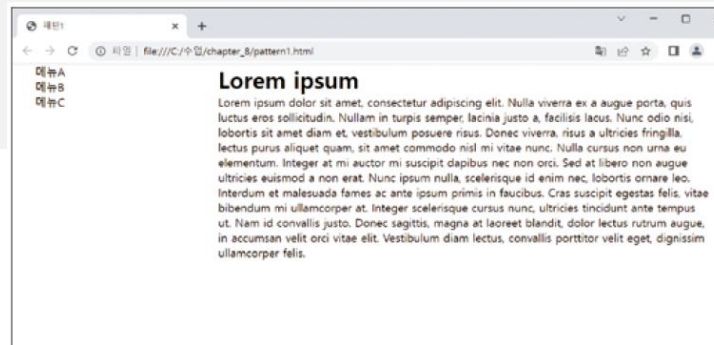 패턴1
파일 file:///C:/수업/chapter_8/pattern1.html
메뉴A
메뉴B
메뉴C
Lorem ipsum
Lorem ipsum dolor sit amet, consectetur adipiscing elit. Nulla viverra ex a augue porta, quis
luctus eros sollicitudin. Nullam in turpis semper, lacinia justo a, facilisis lacus. Nunc odio nisi,
lobortis sit amet diam et, vestibulum posuere risus. Donec viverra, risus a ultricies fringilla,
lectus purus aliquet quam, sit amet commodo nisl mi vitae nunc. Nulla cursus non urna eu
elementum. Integer at mi auctor mi suscipit dapibus nec non orci. Sed at libero non augue
ultricies euismod a non erat. Nunc ipsum nulla, scelerisque id enim nec, lobortis ornare leo.
Interdum et malesuada fames ac ante ipsum primis in faucibus. Cras suscipit egestas felis, vitae
bibendum mi ullamcorper at. Integer scelerisque cursus nunc, ultricies tincidunt ante tempus
ut. Nam id convallis justo. Donec sagittis, magna at laoreet blandit, dolor lectus rutrum augue,
in accumsan velit orci vitae elit. Vestibulum diam lectus, convallis porttitor velit eget, dignissim
ullamcorper felis.